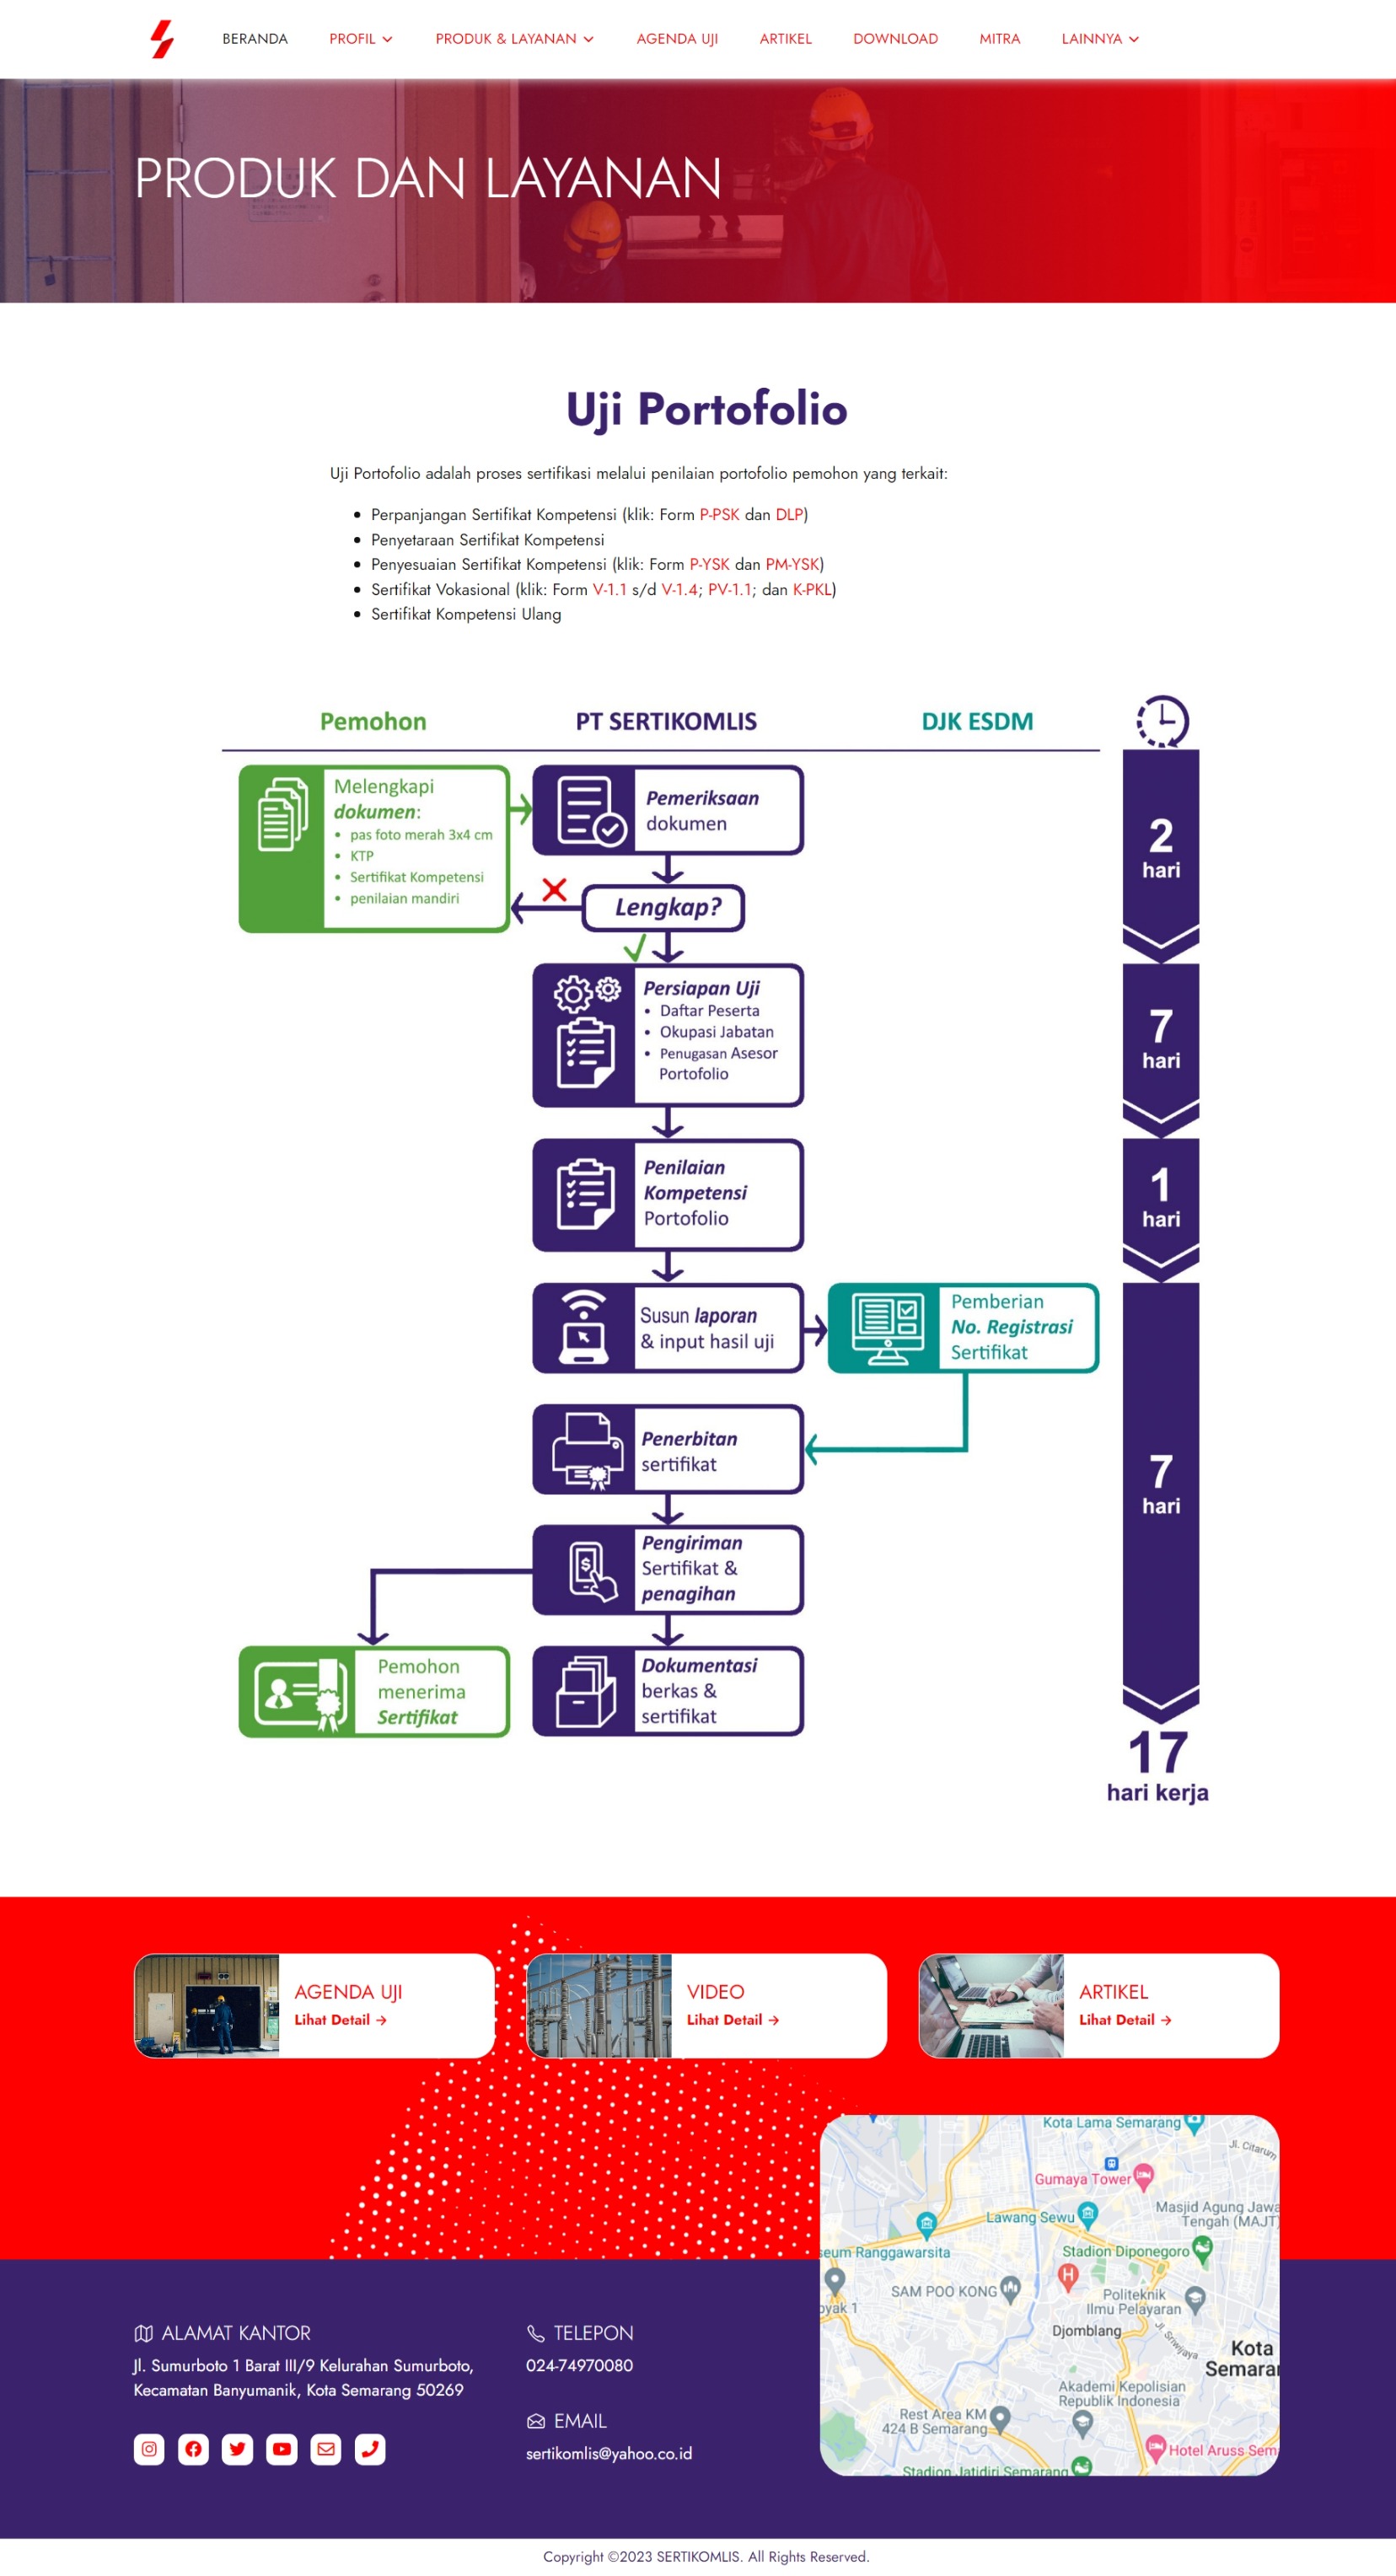 BERANDA PROFIL PRODUK & LAYANAN AGENDA UJI ARTIKEL DOWNLOAD MITRA LAINNYA
PRODUK DAN LAYANAN
Uji Portofolio
Uji Portofolio adalah proses sertifikasi melalui penilaian portofolio pemohon yang terkait:
• Perpanjangan Sertifikat Kompetensi (klik: Form P-PSK dan DLP)
• Penyetaraan Sertifikat Kompetensi
• Penyesuaian Sertifikat Kompetensi (klik: Form P-YSK dan PM-YSK)
• Sertifikat Vokasional (klik: Form V-1.1 s/d V-1.4; PV-1.1; dan K-PKL)
• Sertifikat Kompetensi Ulang
Pemohon PT SERTIKOMLIS DJK ESDM
Melengkapi
dokumen:
• pas foto merah 3x4 cm
• KTP
• Sertifikat Kompetensi
• penilaian mandiri
Pemeriksaan
dokumen
2
hari
Lengkap?
Persiapan Uji
• Daftar Peserta
• Okupasi Jabatan
• Penugasan Asesor
Portofolio
7
hari
Penilaian
Kompetensi
Portofolio
1
hari
Susun laporan
& input hasil uji
Pemberian
No. Registrasi
Sertifikat
Penerbitan
sertifikat
7
hari
Pengiriman
Sertifikat &
penagihan
Pemohon
menerima
Sertifikat
Dokumentasi
berkas &
sertifikat
17
hari kerja
AGENDA UJI
Lihat Detail →
VIDEO
Lihat Detail →
ARTIKEL
Lihat Detail →
Kota Lama Semarang
Jl. Citarum
Gumaya Tower
Masjid Agung Jawa
Tengah (MAJT)
Lawang Sewu
seum Ranggawarsita
Stadion Diponegoro
SAM POO KONG
Politeknik
Ilmu Pelayaran
oyak 1
Djomblang
Jl. Sriwijaya
Kota
Semarar
Akademi Kepolisian
Republik Indonesia
Rest Area KM
424 B Semarang
Hotel Aruss Sem
Stadion Jatidiri Semarang
ALAMAT KANTOR
Jl. Sumurboto 1 Barat III/9 Kelurahan Sumurboto,
Kecamatan Banyumanik, Kota Semarang 50269
TELEPON
024-74970080
EMAIL
sertikomlis@yahoo.co.id
Copyright ©2023 SERTIKOMLIS. All Rights Reserved.